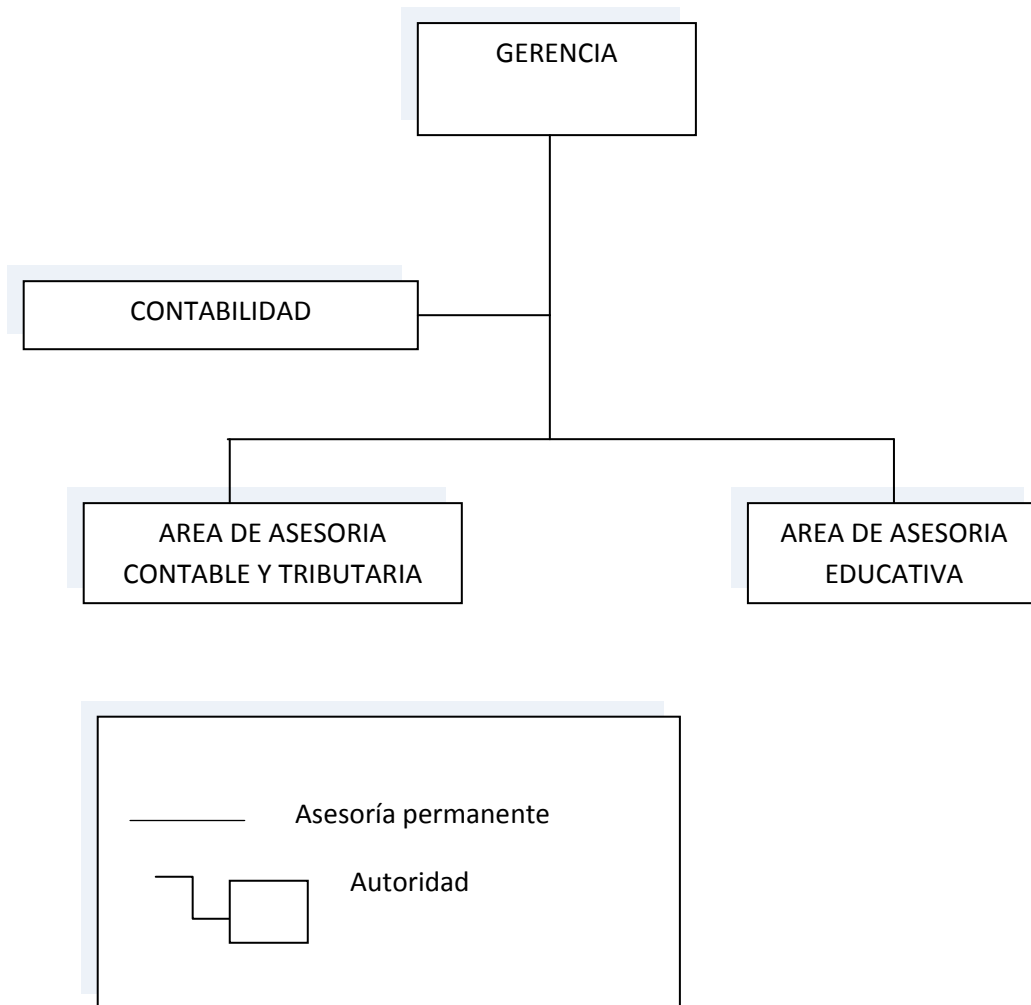 GERENCIA
CONTABILIDAD
AREA DE ASESORIA
CONTABLE Y TRIBUTARIA
AREA DE ASESORIA
EDUCATIVA
Asesoría permanente
Autoridad